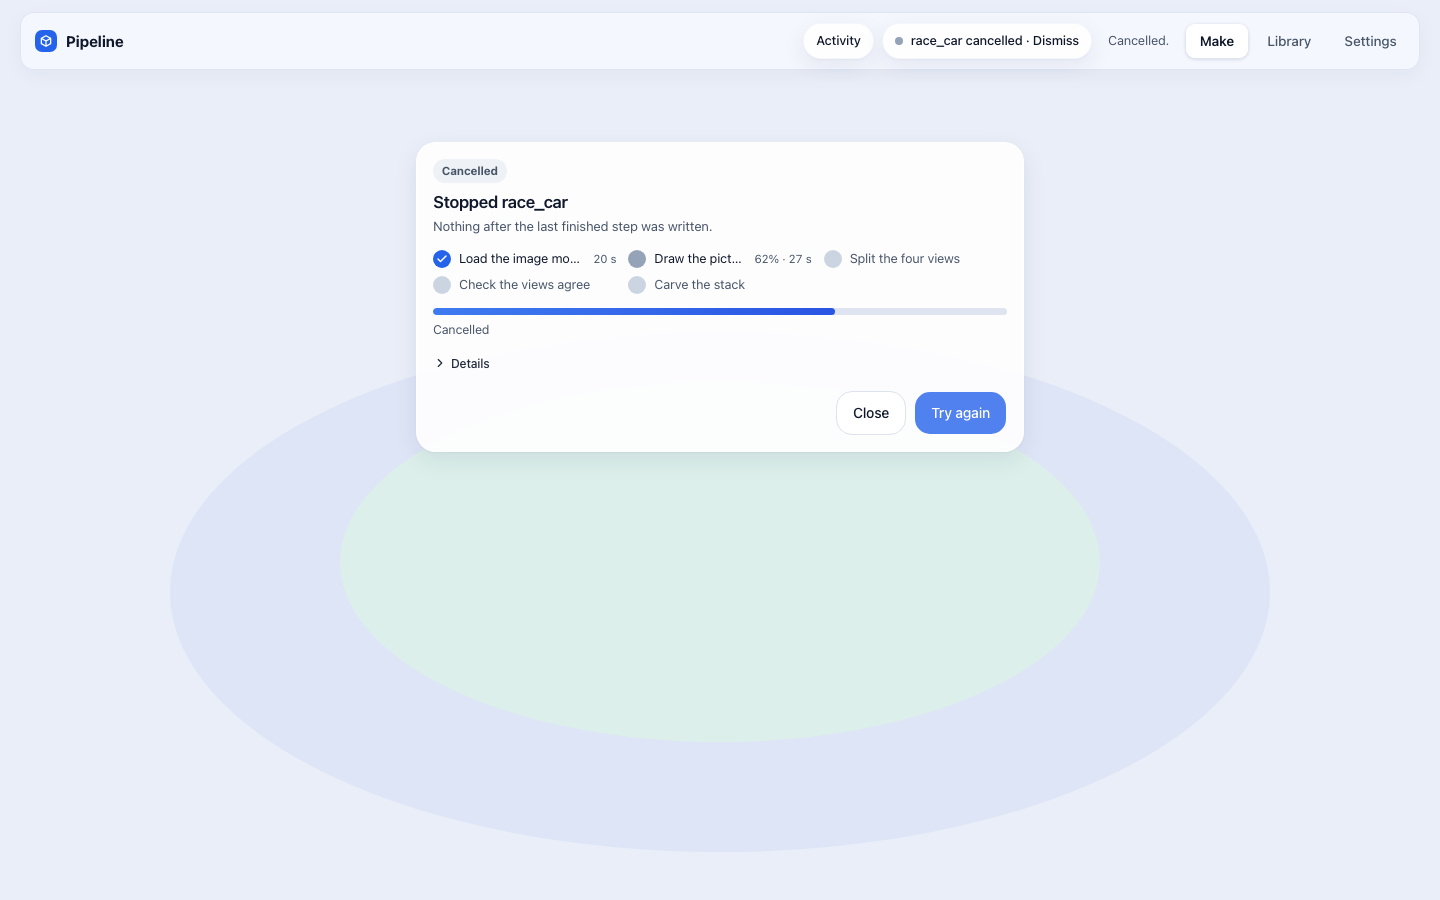 Pipeline
Activity
race_car cancelled · Dismiss
Cancelled.
Make
Library
Settings
Cancelled
Stopped race_car
Nothing after the last finished step was written.
Load the image mo... 20 s
Draw the pict... 62% · 27 s
Split the four views
Check the views agree
Carve the stack
Cancelled
Details
Close
Try again